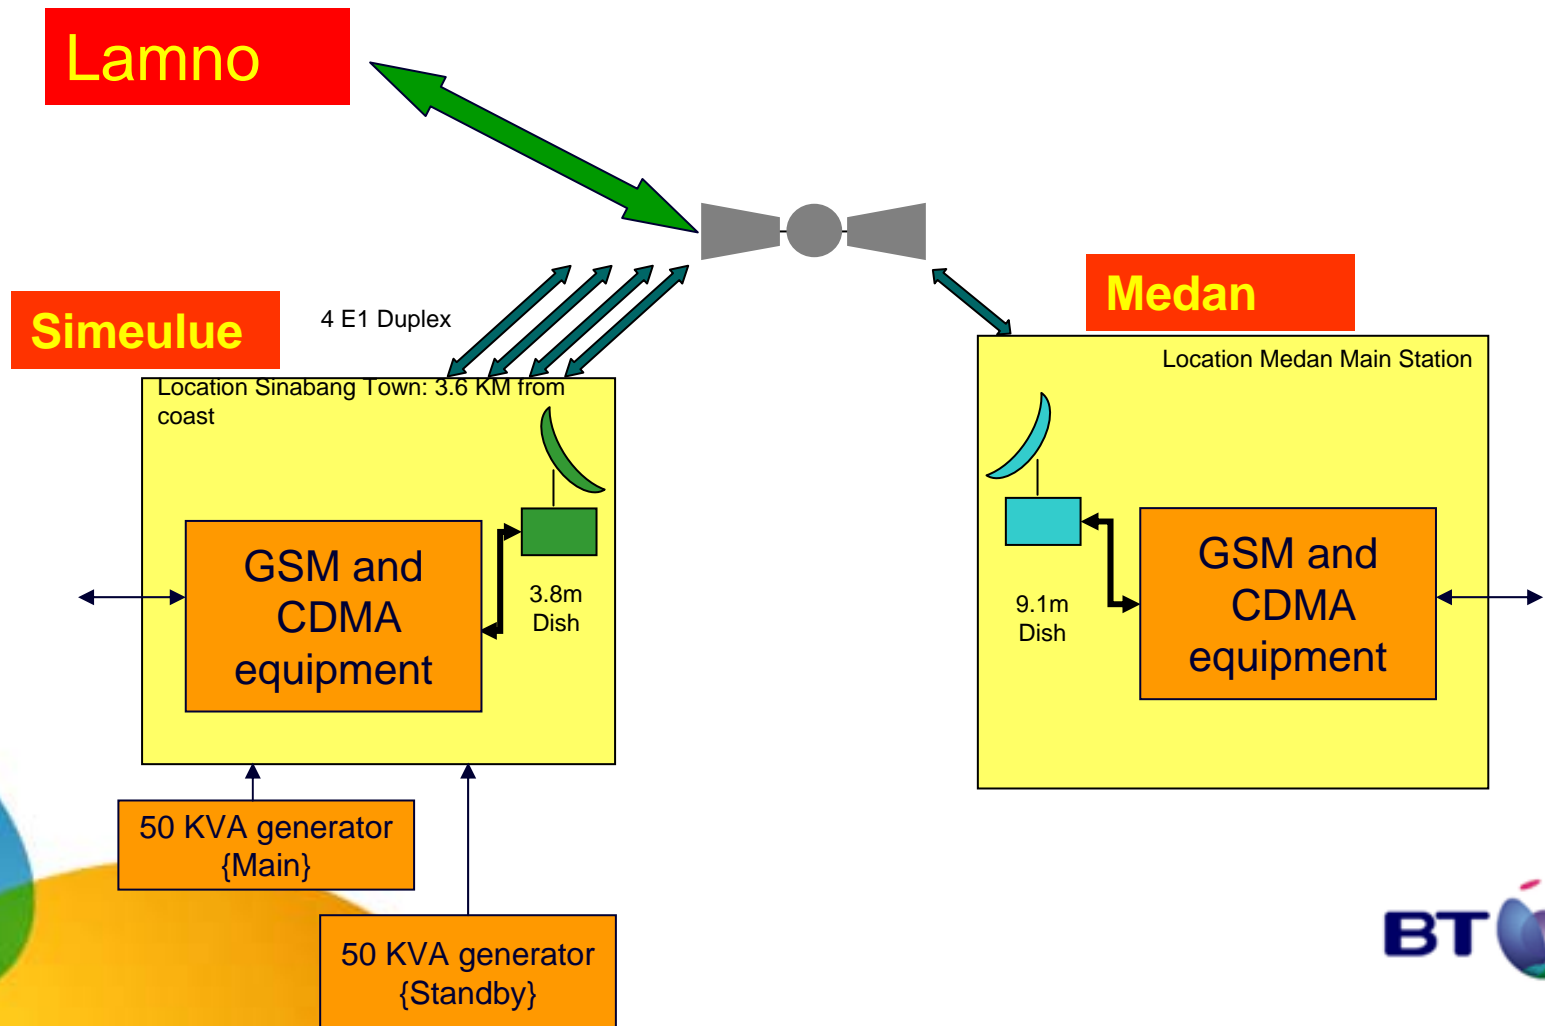 Lamno
Simeulue
4 E1 Duplex
Medan
Location Sinabang Town: 3.6 KM from
coast
GSM and
CDMA
equipment
3.8m
Dish
Location Medan Main Station
9.1m
Dish
GSM and
CDMA
equipment
50 KVA generator
{Main}
50 KVA generator
{Standby}
BT